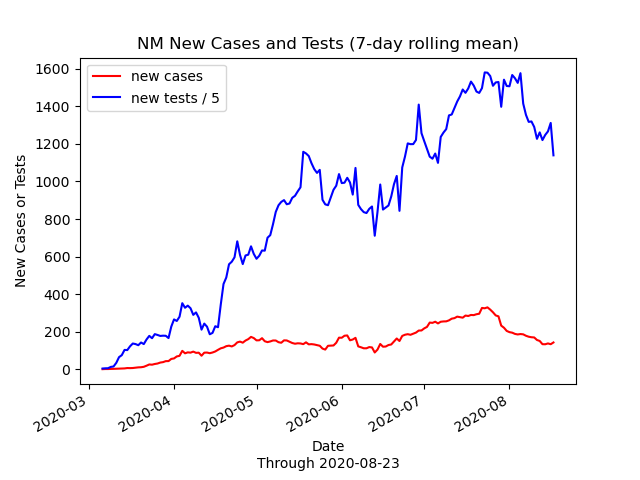 NM New Cases and Tests (7-day rolling mean)
new cases
new tests / 5
New Cases or Tests
1600
1400
1200
1000
800
600
400
200
0
2020-03
2020-04
2020-05
2020-06
2020-07
2020-08
Date
Through 2020-08-23